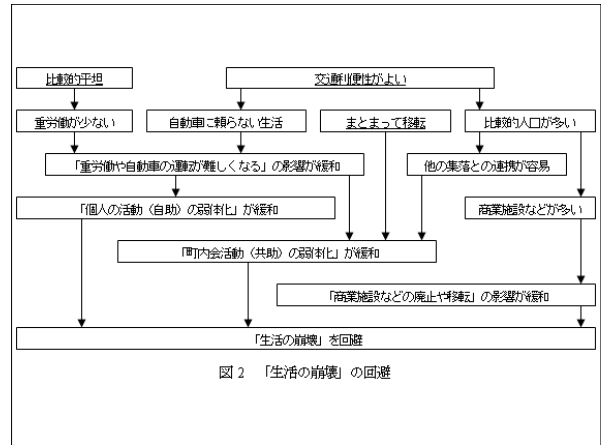 比較的平坦
交通利便性がよい
重労働が少ない
自動車に頼らない生活
まとまって移転
比較的人口が多い
「重労働や自動車の運転が難しくなる」の影響が緩和
他の集落との連携が容易
「個人の活動（自助）の弱体化」が緩和
商業施設などが多い
「町内会活動（共助）の弱体化」が緩和
「商業施設などの廃止や移転」の影響が緩和
「生活の崩壊」を回避
図2 「生活の崩壊」の回避